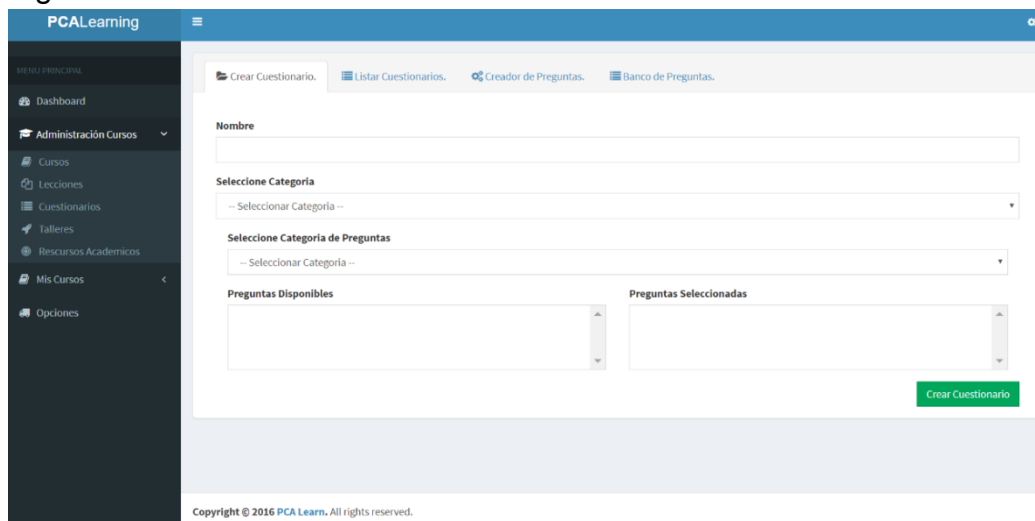 PCALearning
MENU PRINCIPAL
Dashboard
Administración Cursos
Cursos
Lecciones
Cuestionarios
Talleres
Rescursos Academicos
Mis Cursos
Opciones
Crear Cuestionario.
Listar Cuestionarios.
Creador de Preguntas.
Banco de Preguntas.
Nombre
Seleccione Categoria
-- Seleccionar Categoria --
Seleccione Categoria de Preguntas
-- Seleccionar Categoria --
Preguntas Disponibles
Preguntas Seleccionadas
Crear Cuestionario
Copyright © 2016 PCA Learn. All rights reserved.